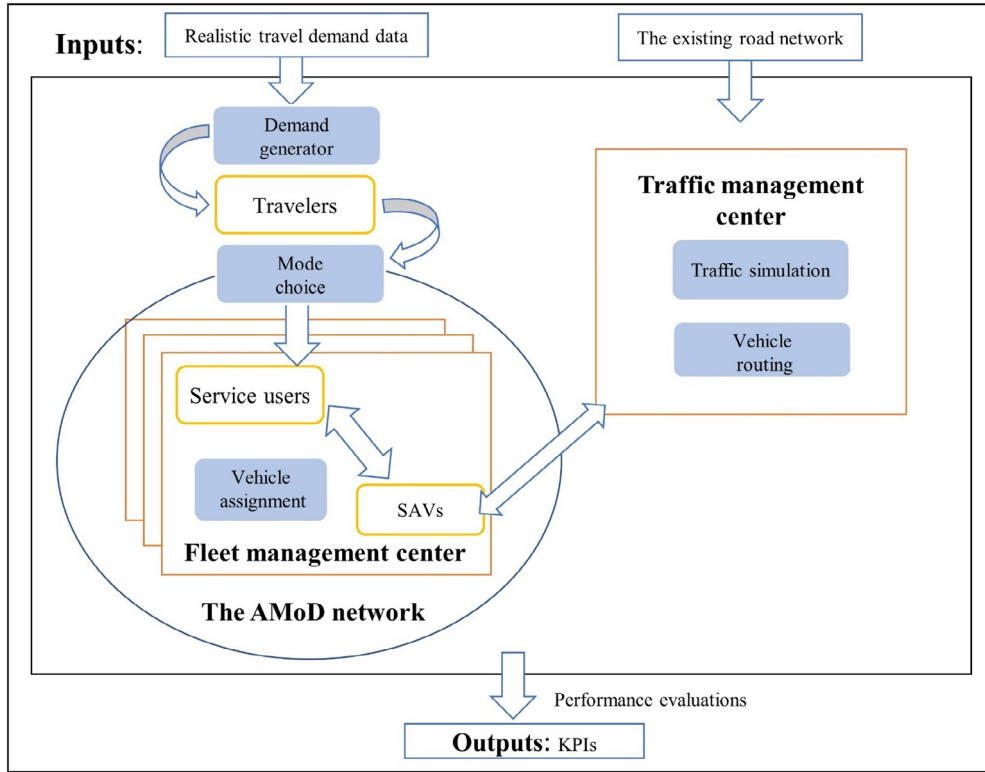 Inputs:
Realistic travel demand data
The existing road network
Demand
generator
Travelers
Mode
choice
Traffic management
center
Traffic simulation
Vehicle
routing
Service users
Vehicle
assignment
SAVs
Fleet management center
The AMoD network
Performance evaluations
Outputs: KPIs